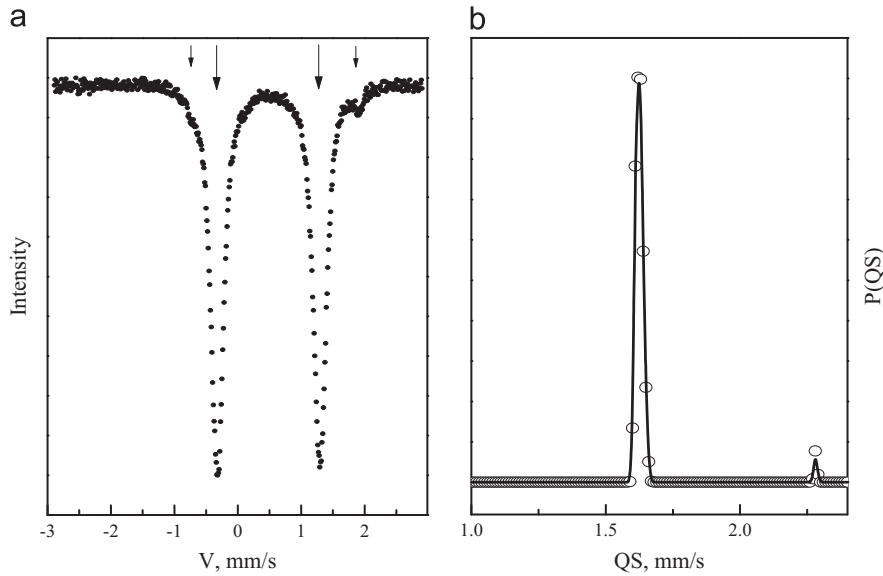 a
Intensity
-3 -2 -1 0 1 2
V, mm/s
b
P(QS)
1.0 1.5 2.0
QS, mm/s